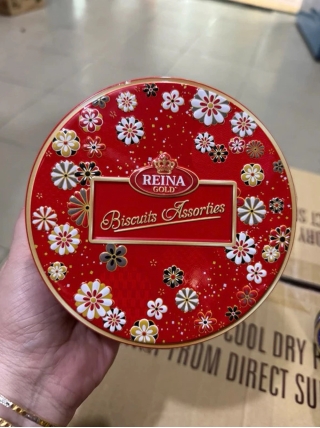 REINA
GOLD
Biscuits Assorties
COOL DRY
FROM DIRECT SU